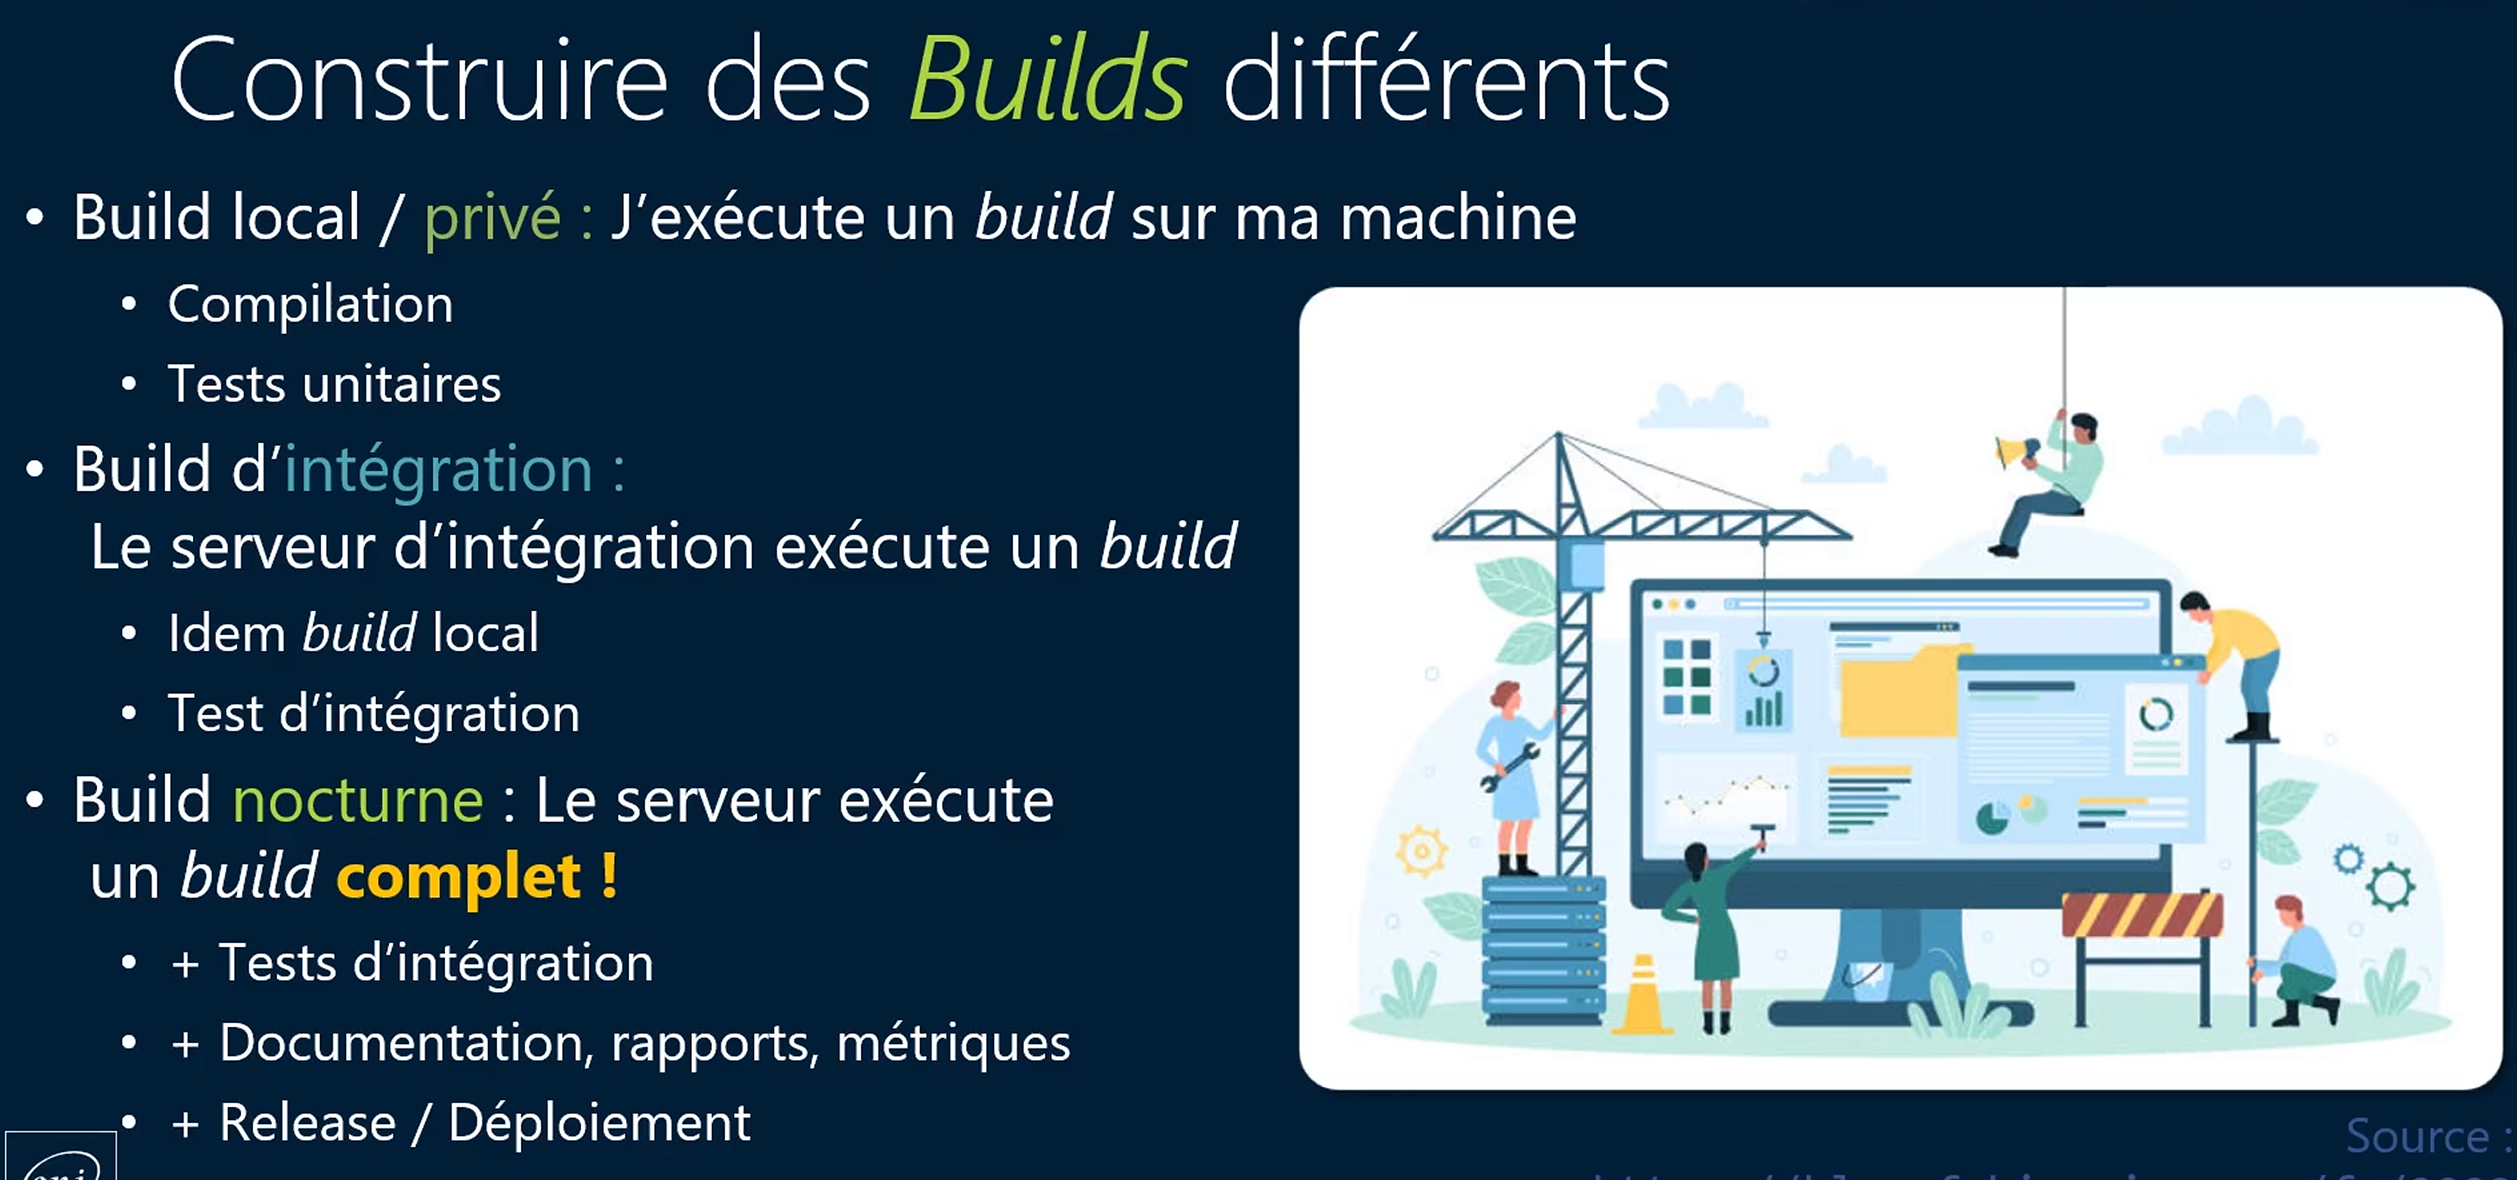 Construire des Builds différents
• Build local / privé : J’exécute un build sur ma machine
• Compilation
• Tests unitaires
• Build d’intégration :
Le serveur d’intégration exécute un build
• Idem build local
• Test d’intégration
• Build nocturne : Le serveur exécute
un build complet !
• + Tests d’intégration
• + Documentation, rapports, métriques
• + Release / Déploiement
Source :